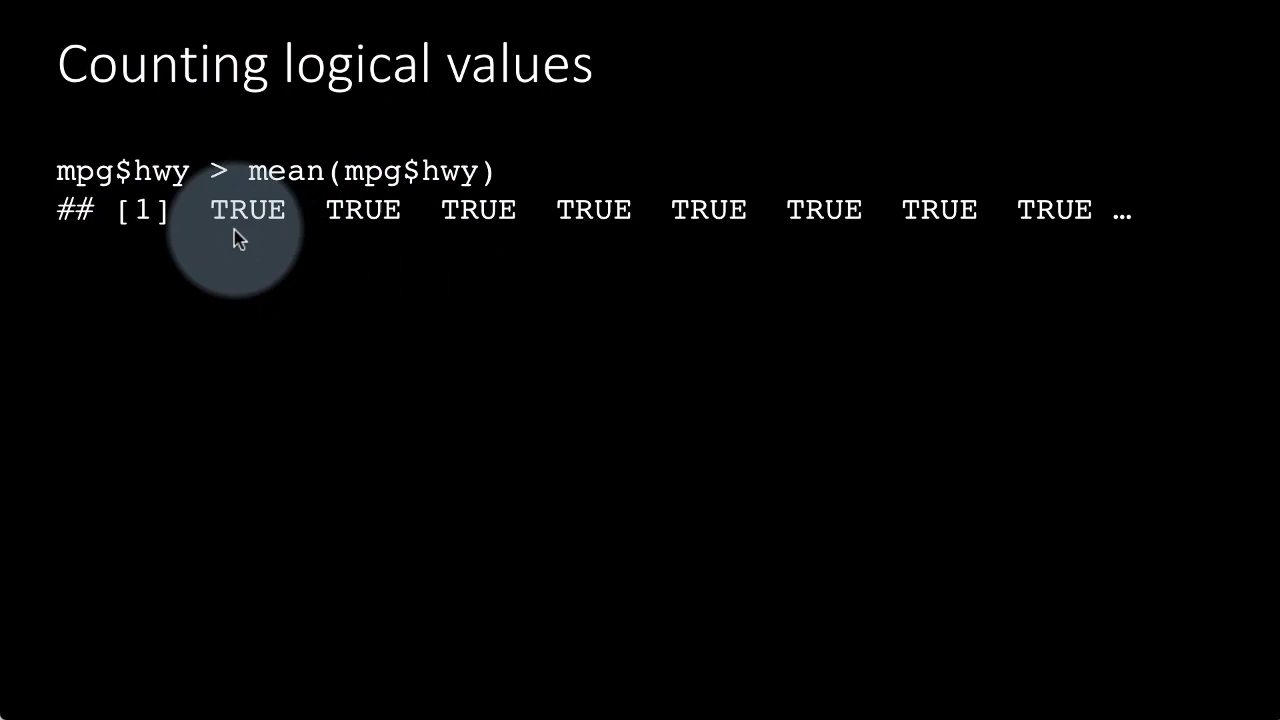 Counting logical values
mpg$hwy > mean(mpg$hwy)
## [1]  TRUE  TRUE  TRUE  TRUE  TRUE  TRUE  TRUE  TRUE …